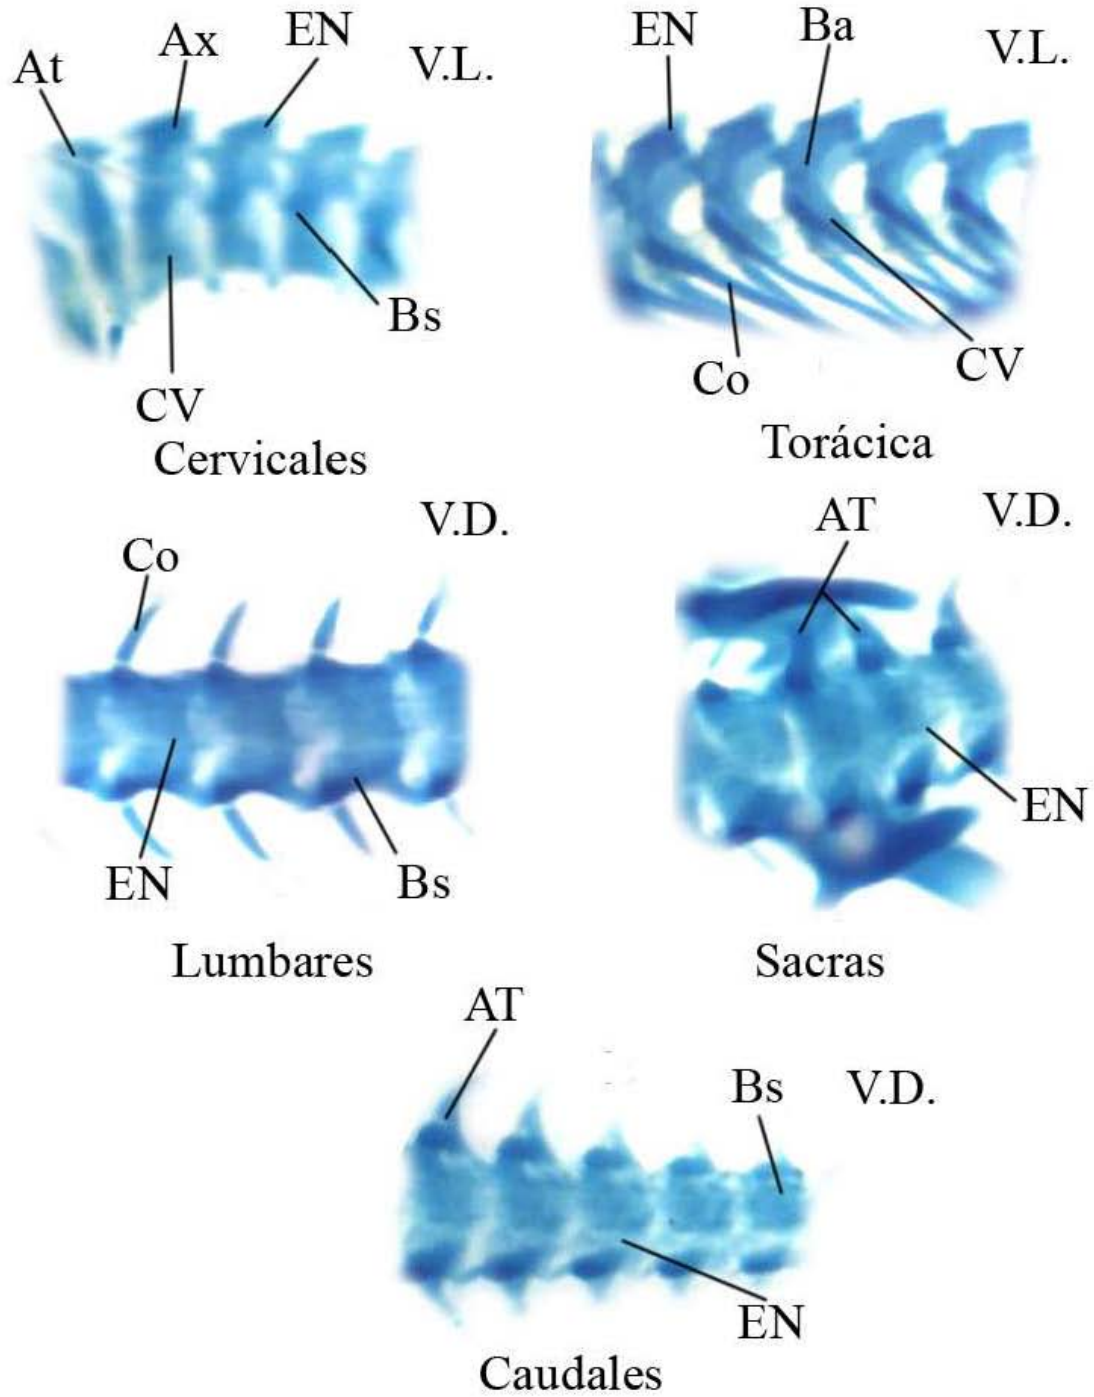 At
Ax
EN
V.L.
Bs
CV
Cervicales
EN
Ba
V.L.
Co
CV
Torácica
Co
V.D.
EN
Bs
Lumbares
AT
V.D.
EN
Sacras
AT
Bs
V.D.
EN
Caudales